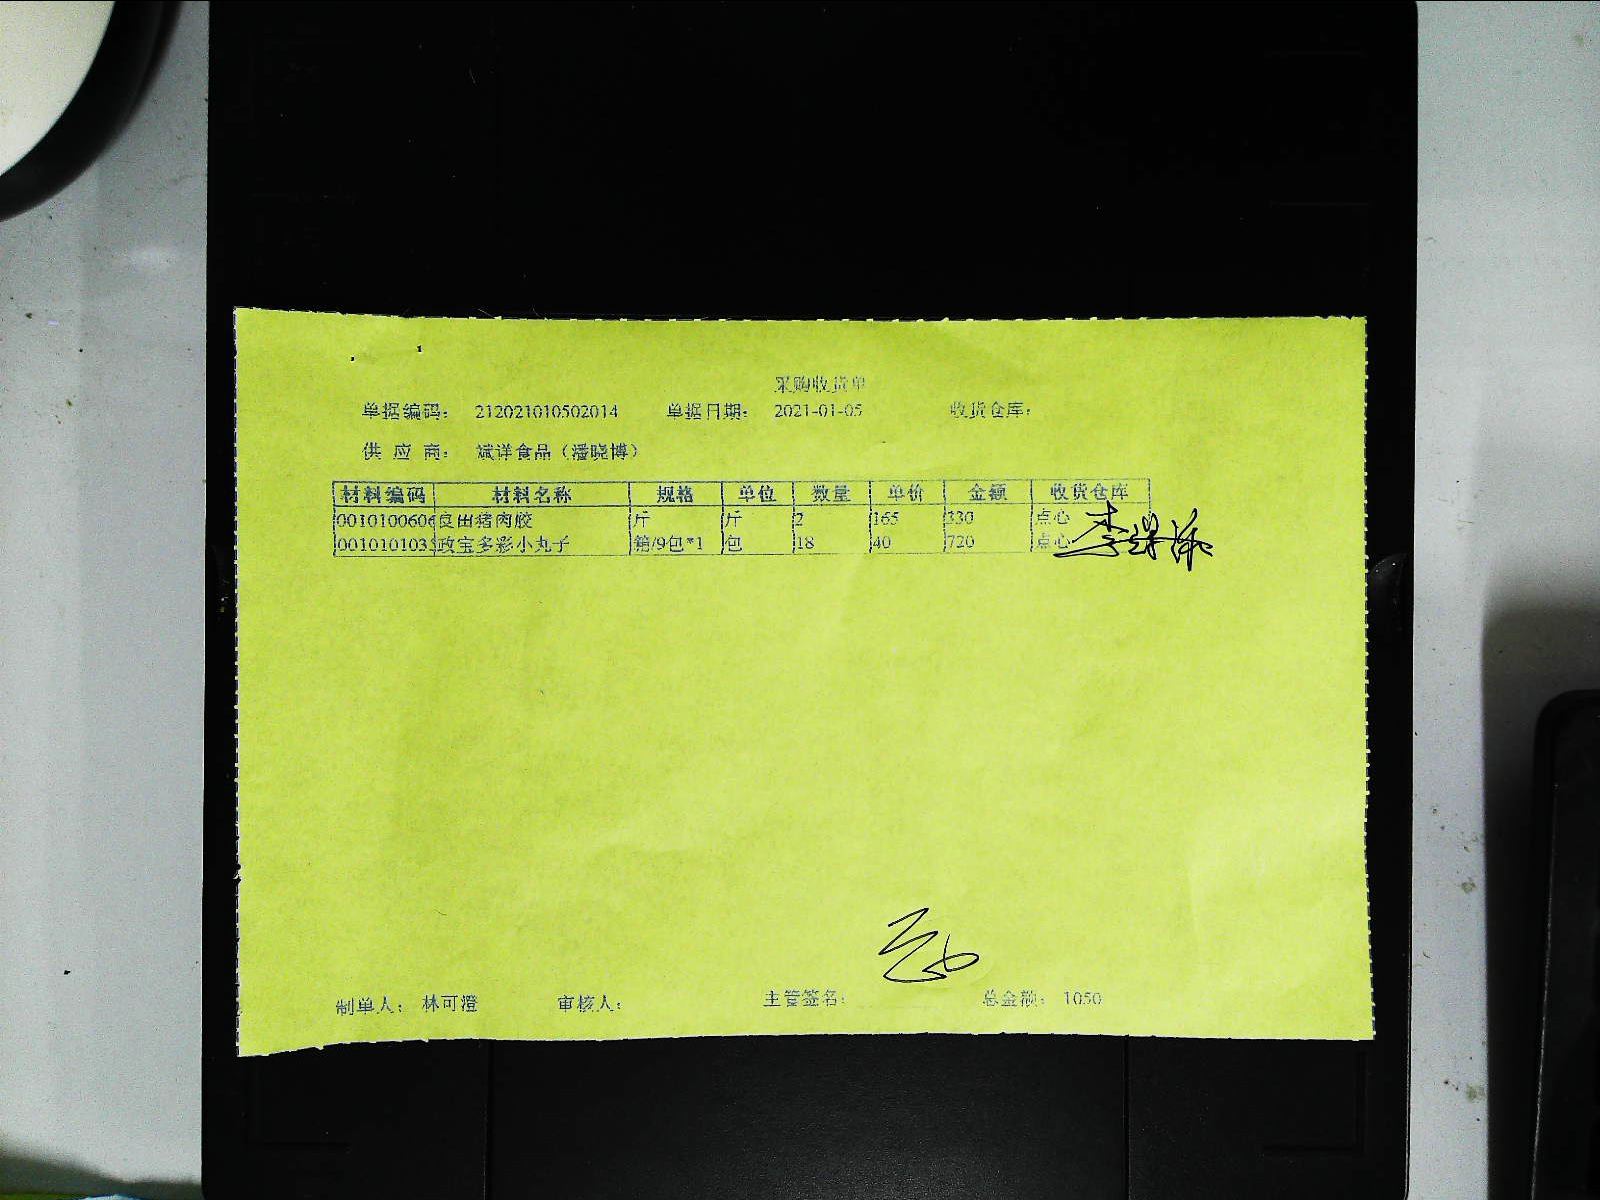 采购收货单
单据编码： 212021010502014 单据日期： 2021-01-05 收货仓库：
供 应 商： 斌洋食品（潘晓博）
材料编码 材料名称 规格 单位 数量 单价 金额 收货仓库
0010100606 良田猪肉胶 斤 斤 2 165 330 点心
001010103 政宝多彩小丸子 箱/9包*1 包 18 40 720 点心
制单人： 林可澄 审核人： 主管签名： 总金额： 1050